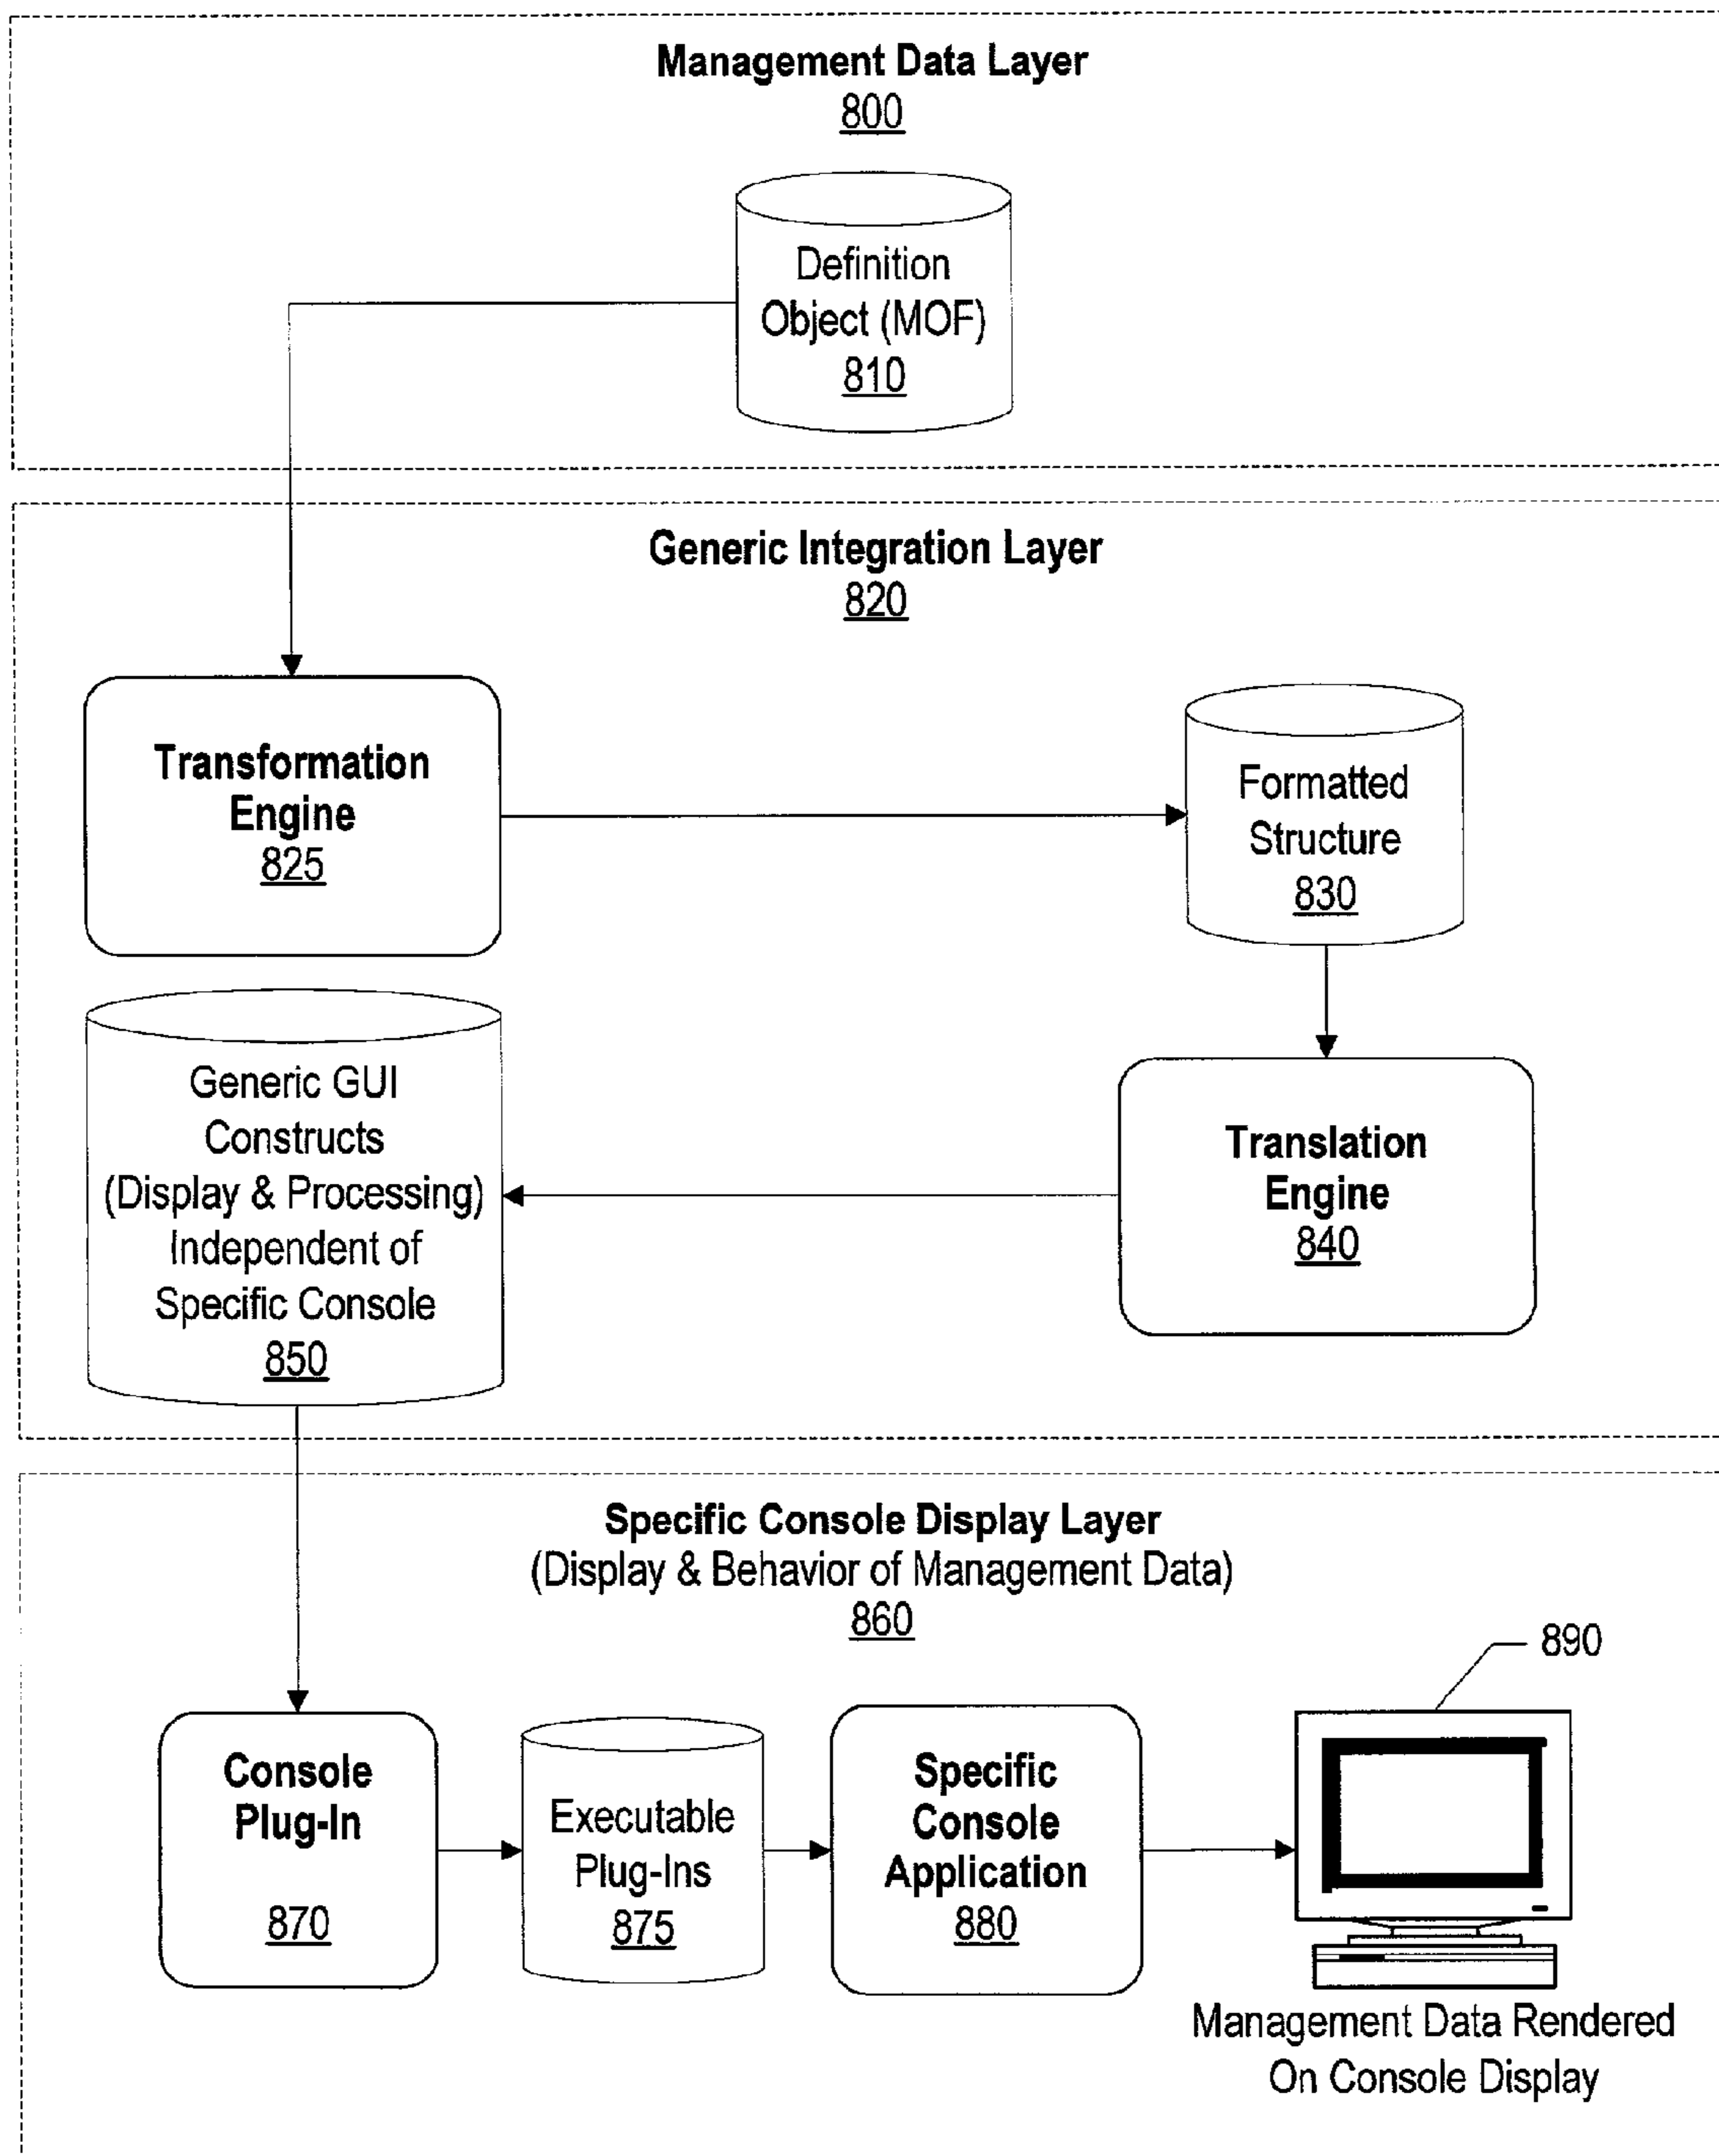 Management Data Layer
800
Definition
Object (MOF)
810
Generic Integration Layer
820
Transformation
Engine
825
Formatted
Structure
830
Generic GUI
Constructs
(Display & Processing)
Independent of
Specific Console
850
Translation
Engine
840
Specific Console Display Layer
(Display & Behavior of Management Data)
860
890
Console
Plug-In
870
Executable
Plug-Ins
875
Specific
Console
Application
880
Management Data Rendered
On Console Display